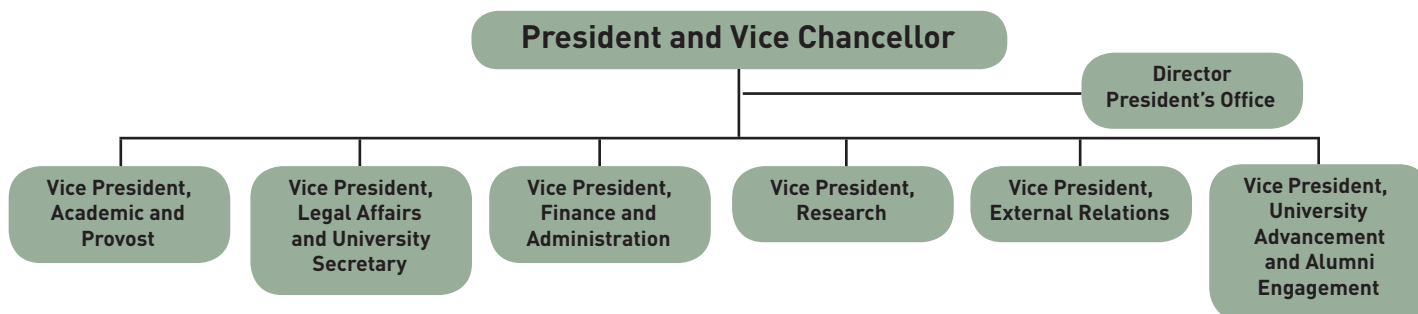 President and Vice Chancellor
Director
President's Office
Vice President,
Academic and
Provost
Vice President,
Legal Affairs
and University
Secretary
Vice President,
Finance and
Administration
Vice President,
Research
Vice President,
External Relations
Vice President,
University
Advancement
and Alumni
Engagement